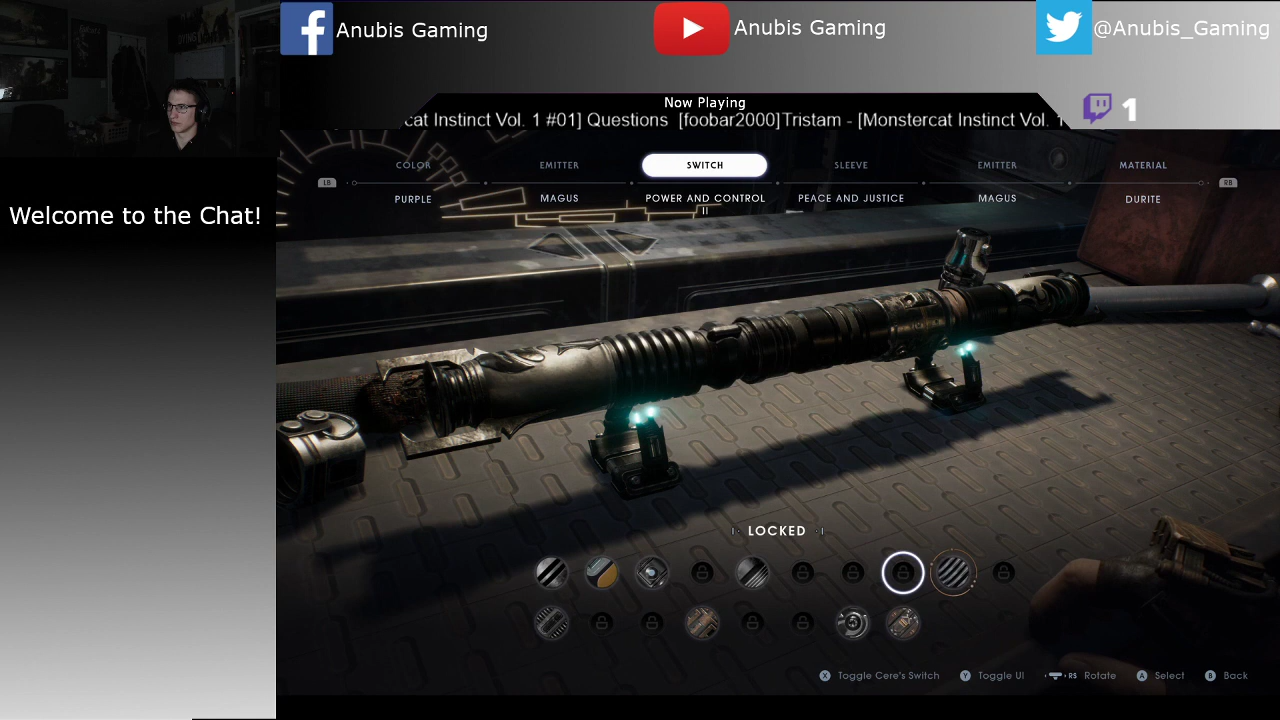 Anubis Gaming
Anubis Gaming
@Anubis_Gaming
Now Playing
cat Instinct Vol. 1 #01] Questions [foobar2000]Tristam - [Monstercat Instinct Vol. 1
1
COLOR EMITTER SWITCH SLEEVE EMITTER MATERIAL
LB RB
PURPLE MAGUS POWER AND CONTROL II PEACE AND JUSTICE MAGUS DURITE
Welcome to the Chat!
LOCKED
X Toggle Cere's Switch Y Toggle UI RS Rotate A Select B Back